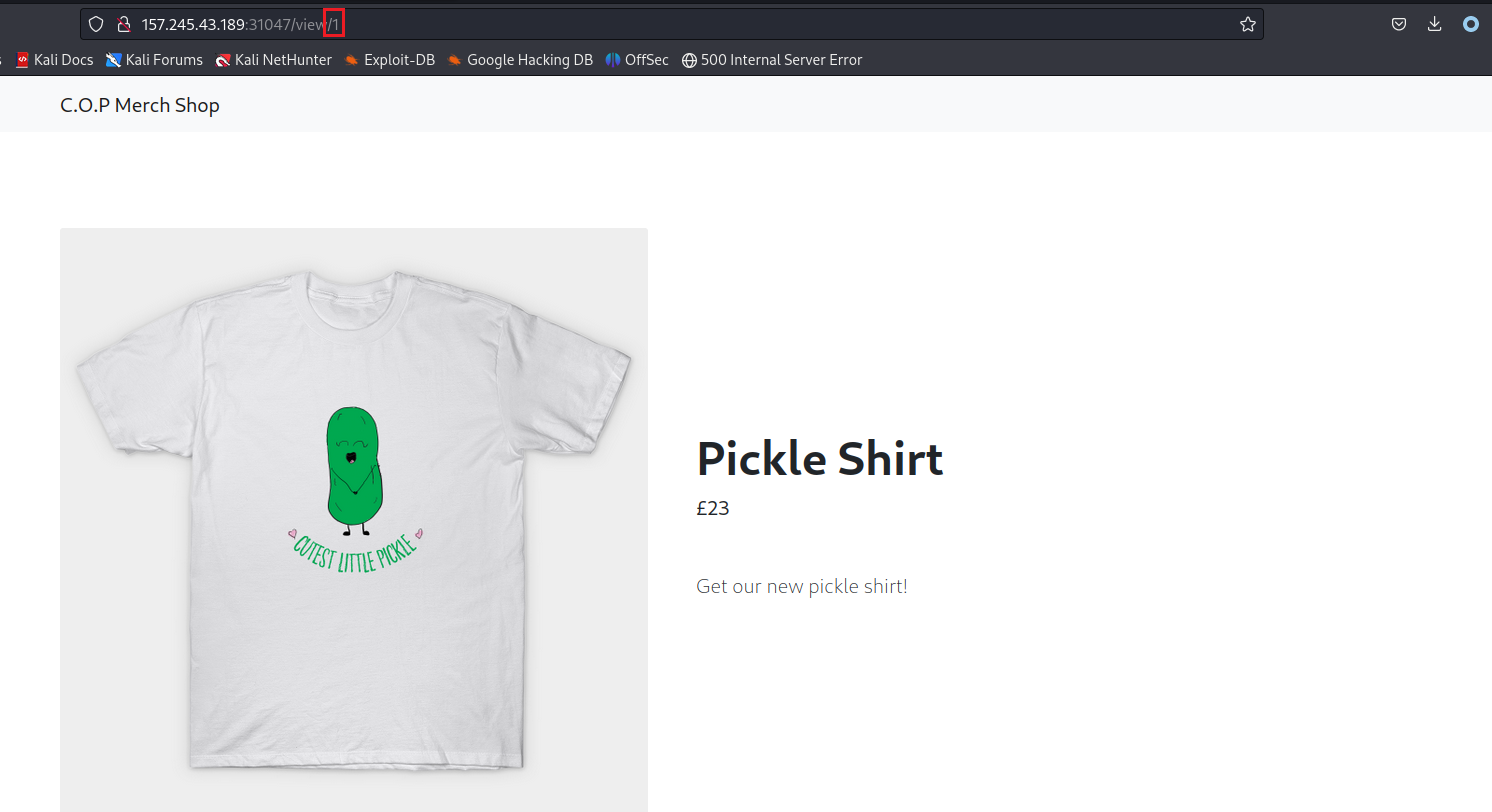 157.245.43.189:31047/view/1
Kali Docs Kali Forums Kali NetHunter Exploit-DB Google Hacking DB OffSec 500 Internal Server Error
C.O.P Merch Shop
CUTEST LITTLE PICKLE
Pickle Shirt
£23
Get our new pickle shirt!